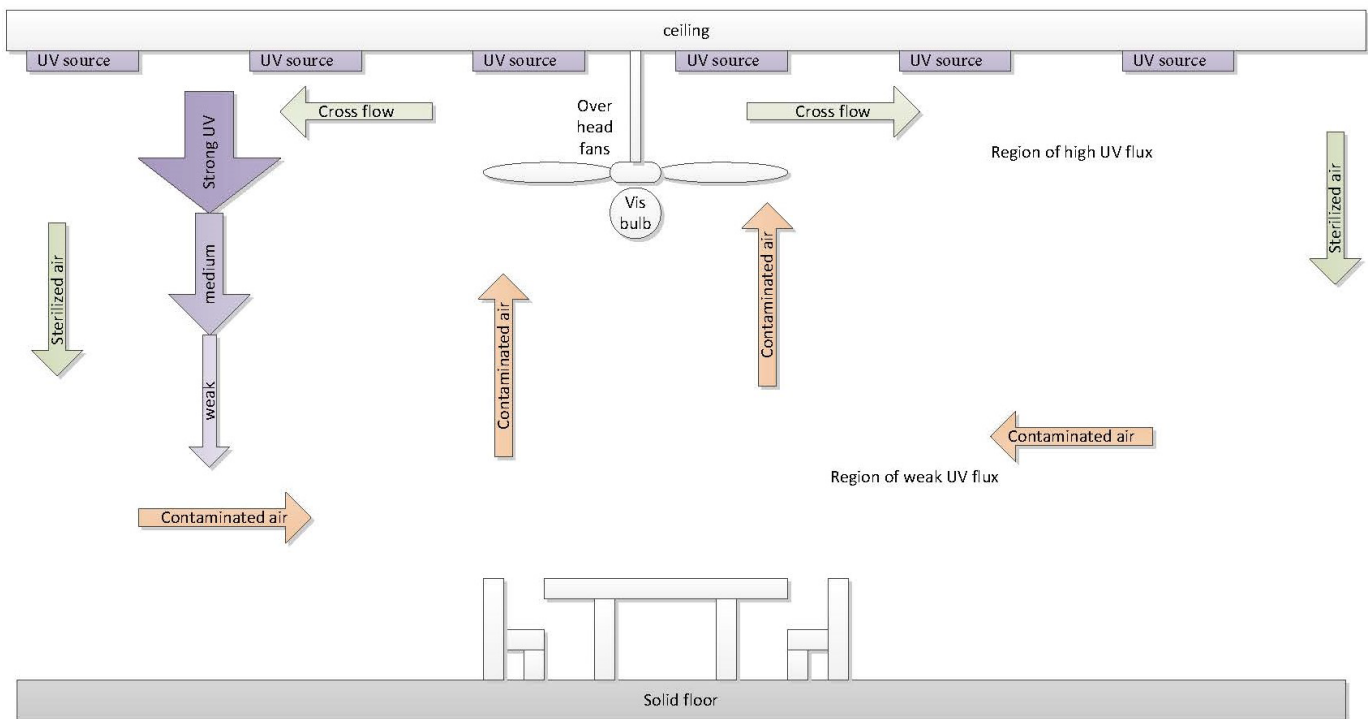 ceiling
UV source
UV source
UV source
UV source
UV source
UV source
Strong UV
Cross flow
Over
head
fans
Cross flow
Region of high UV flux
Sterilized air
Vis
bulb
Sterilized air
medium
Contaminated air
Contaminated air
weak
Contaminated air
Region of weak UV flux
Contaminated air
Solid floor